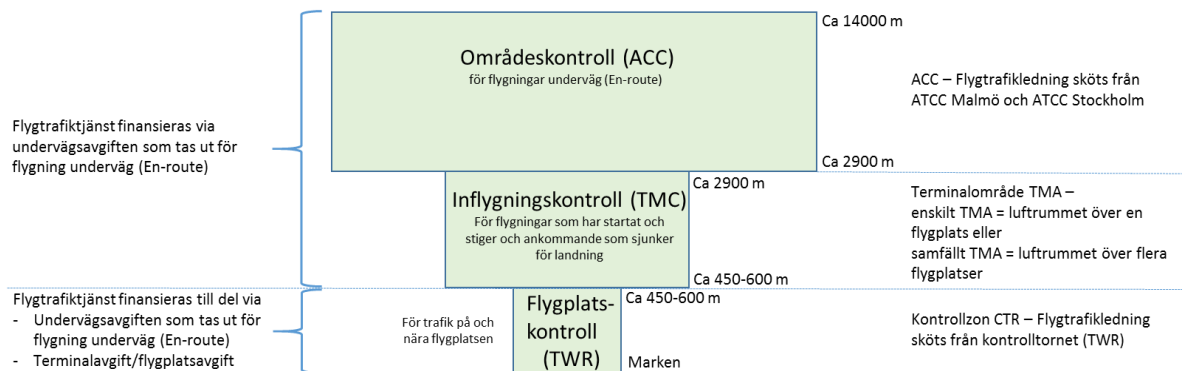 Flygtrafiktjänst finansieras via
undervägsavgiften som tas ut för
flygning underväg (En-route)
Flygtrafiktjänst finansieras till del via
- Undervägsavgiften som tas ut för
flygning underväg (En-route)
- Terminalavgift/flygplatsavgift
Områdeskontroll (ACC)
för flygningar underväg (En-route)
Inflygningskontroll (TMC)
För flygningar som har startat och
stiger och ankommande som sjunker
för landning
För trafik på och
nära flygplatsen
Flygplats-
kontroll
(TWR)
Ca 14000 m
Ca 2900 m
Ca 2900 m
Ca 450-600 m
Ca 450-600 m
Marken
ACC – Flygtrafikledning sköts från
ATCC Malmö och ATCC Stockholm
Terminalområde TMA –
enskilt TMA = luftrummet över en
flygplats eller
samfällt TMA = luftrummet över flera
flygplatser
Kontrollzon CTR – Flygtrafikledning
sköts från kontrolltornet (TWR)